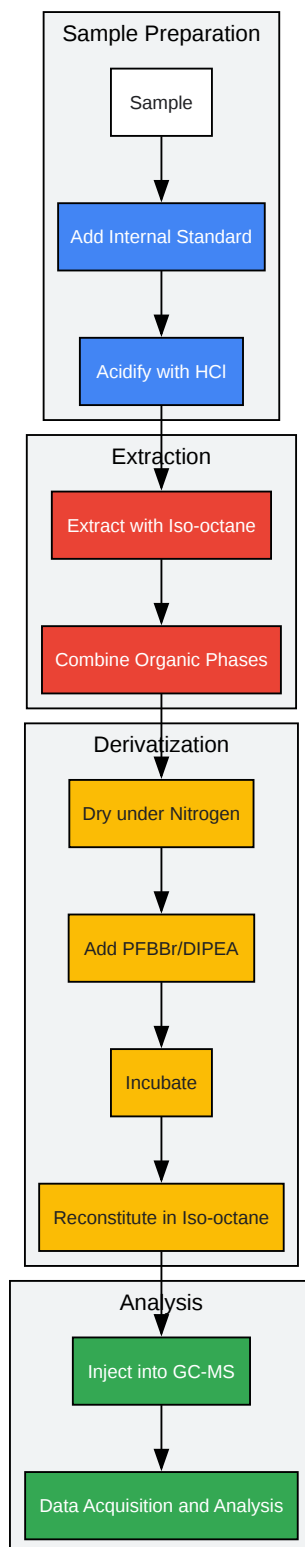 Sample Preparation
Sample
Add Internal Standard
Acidify with HCl
Extraction
Extract with Iso-octane
Combine Organic Phases
Derivatization
Dry under Nitrogen
Add PFBBr/DIPEA
Incubate
Reconstitute in Iso-octane
Analysis
Inject into GC-MS
Data Acquisition and Analysis